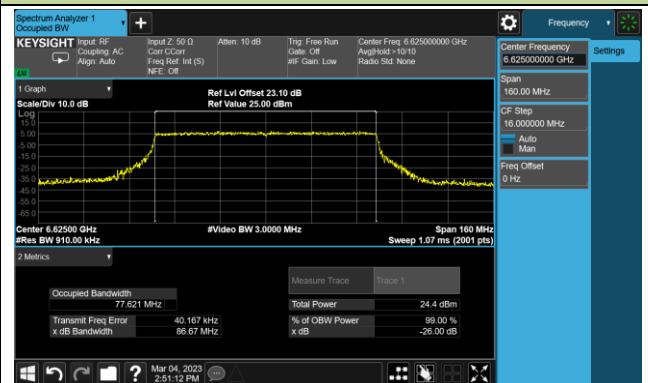 Spectrum Analyzer 1
Occupied BW
Frequency
KEYSIGHT
Input: RF
Coupling: AC
Align: Auto
Input Z: 50 Ω
Corr CCorr
Freq Ref: Int (S)
NFE: Off
Atten: 10 dB
Trig: Free Run
Gate: Off
#IF Gain: Low
Center Freq: 6.625000000 GHz
Avg|Hold:>10/10
Radio Std: None
Center Frequency
6.625000000 GHz
Settings
Span
160.00 MHz
CF Step
16.000000 MHz
Auto
Man
Freq Offset
0 Hz
1 Graph
Scale/Div 10.0 dB
Ref Lvl Offset 23.10 dB
Ref Value 25.00 dBm
Log
15.0
5.00
-5.00
-15.0
-25.0
-35.0
-45.0
-55.0
-65.0
Center 6.62500 GHz
#Video BW 3.0000 MHz
Span 160 MHz
#Res BW 910.00 kHz
Sweep 1.07 ms (2001 pts)
2 Metrics
Measure Trace
Trace 1
Occupied Bandwidth
77.621 MHz
Total Power
24.4 dBm
Transmit Freq Error
40.167 kHz
% of OBW Power
99.00 %
x dB Bandwidth
86.67 MHz
x dB
-26.00 dB
Mar 04, 2023
2:51:12 PM